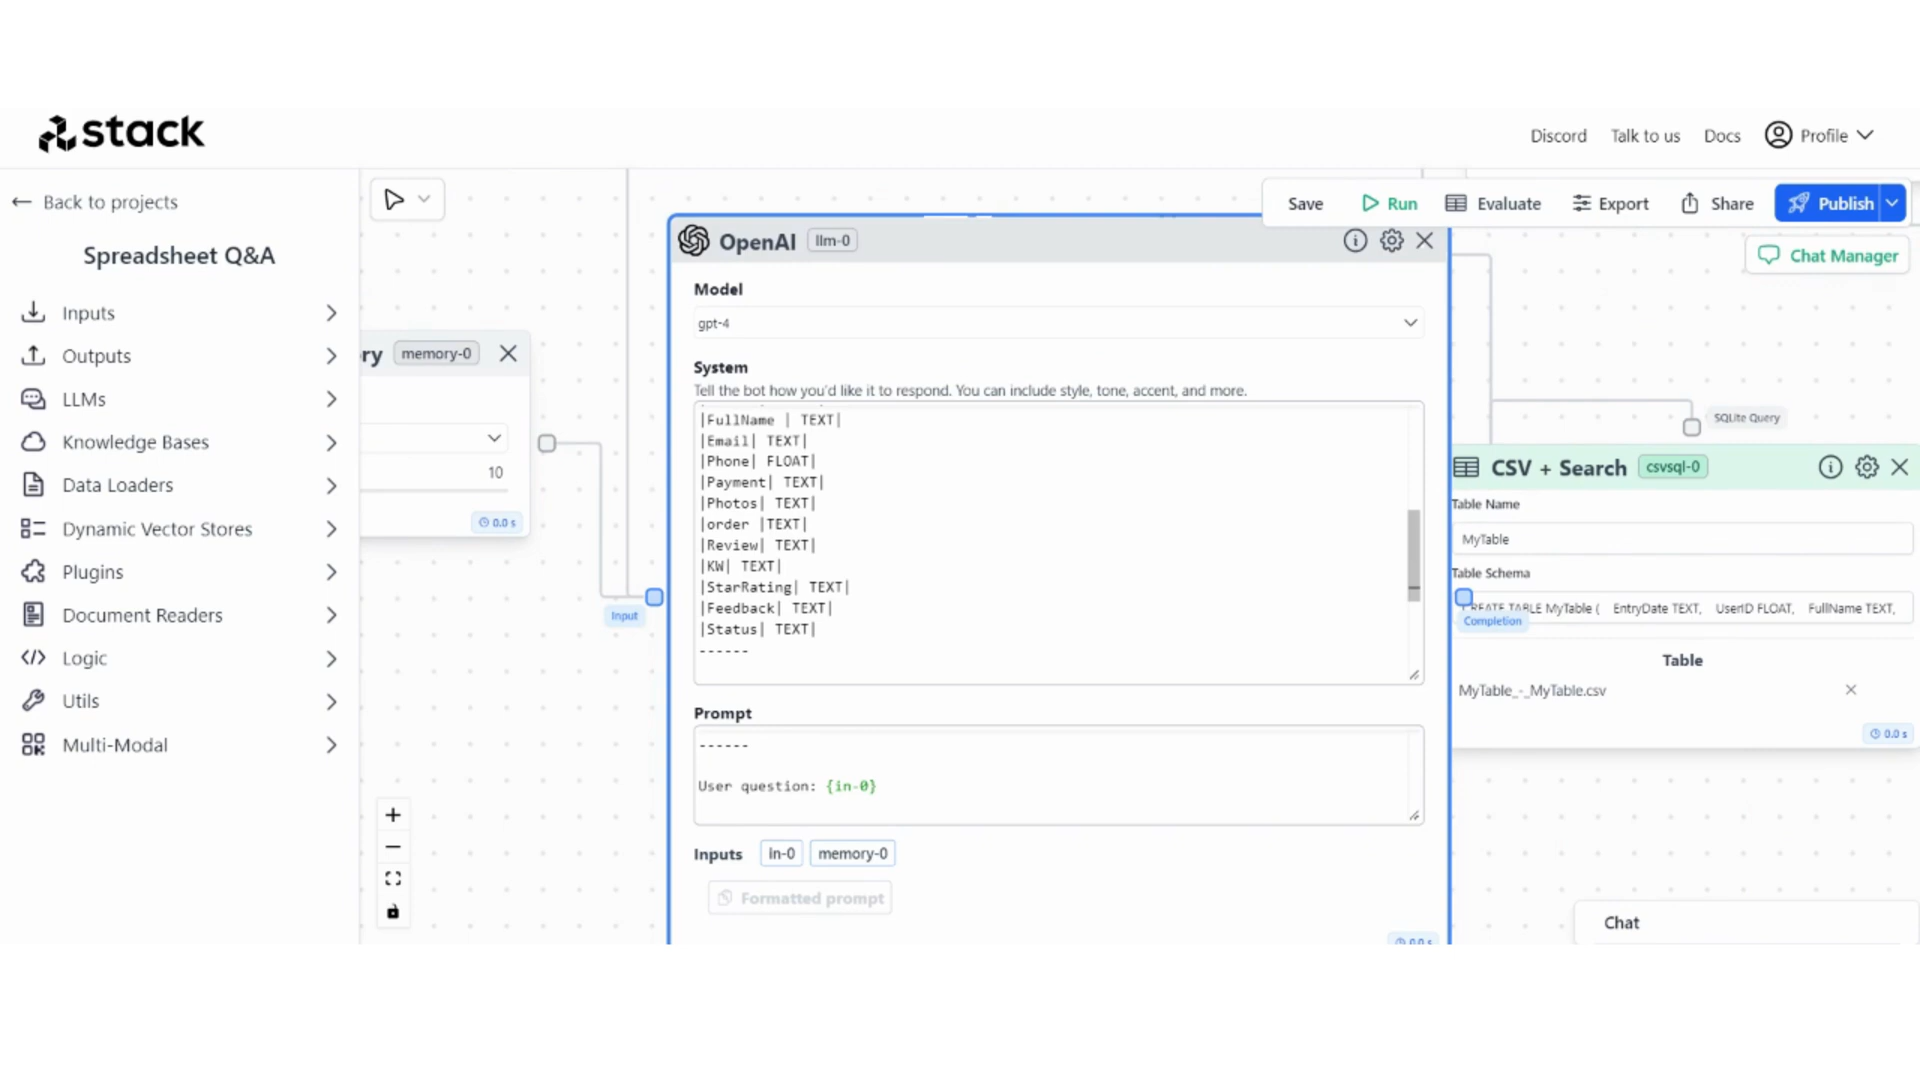 stack
Discord
Talk to us
Docs
Profile
Back to projects
Save
Run
Evaluate
Export
Share
Publish
Spreadsheet Q&A
OpenAI
llm-0
Chat Manager
Inputs
Outputs
LLMs
Knowledge Bases
Data Loaders
Dynamic Vector Stores
Plugins
Document Readers
Logic
Utils
Multi-Modal
ry
memory-0
10
0.0 s
Input
Model
gpt-4
System
Tell the bot how you'd like it to respond. You can include style, tone, accent, and more.
|FullName | TEXT|
|Email| TEXT|
|Phone| FLOAT|
|Payment| TEXT|
|Photos| TEXT|
|order |TEXT|
|Review| TEXT|
|KW| TEXT|
|StarRating| TEXT|
|Feedback| TEXT|
|Status| TEXT|
------
Prompt
------
User question: {in-0}
Inputs
in-0
memory-0
Formatted prompt
0.0 s
SQLite Query
CSV + Search
csvsql-0
Table Name
MyTable
Table Schema
REATE TABLE MyTable ( EntryDate TEXT, UserID FLOAT, FullName TEXT,
Completion
Table
MyTable_-_MyTable.csv
0.0 s
Chat